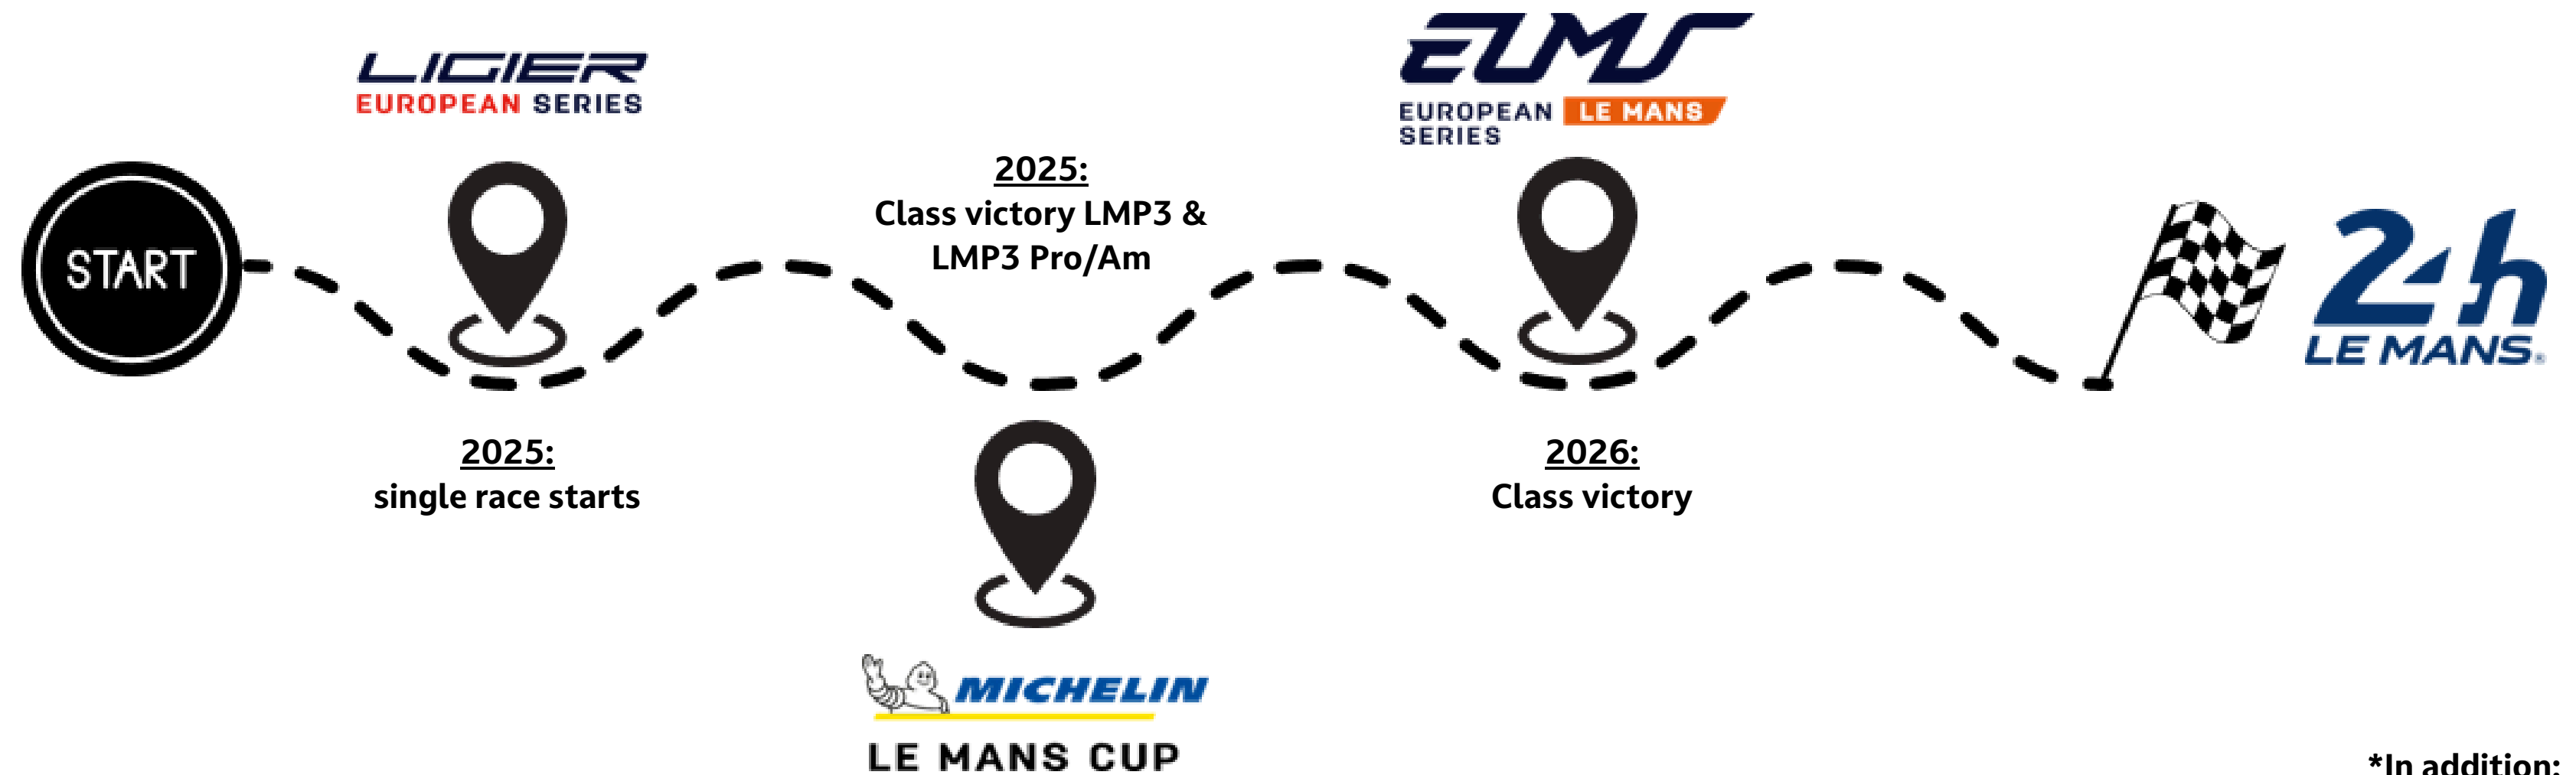 LIGIER
EUROPEAN SERIES
ELMS
EUROPEAN LE MANS
SERIES
START
2025:
Class victory LMP3 &
LMP3 Pro/Am
24h
LE MANS
2025:
single race starts
2026:
Class victory
MICHELIN
LE MANS CUP
*In addition: